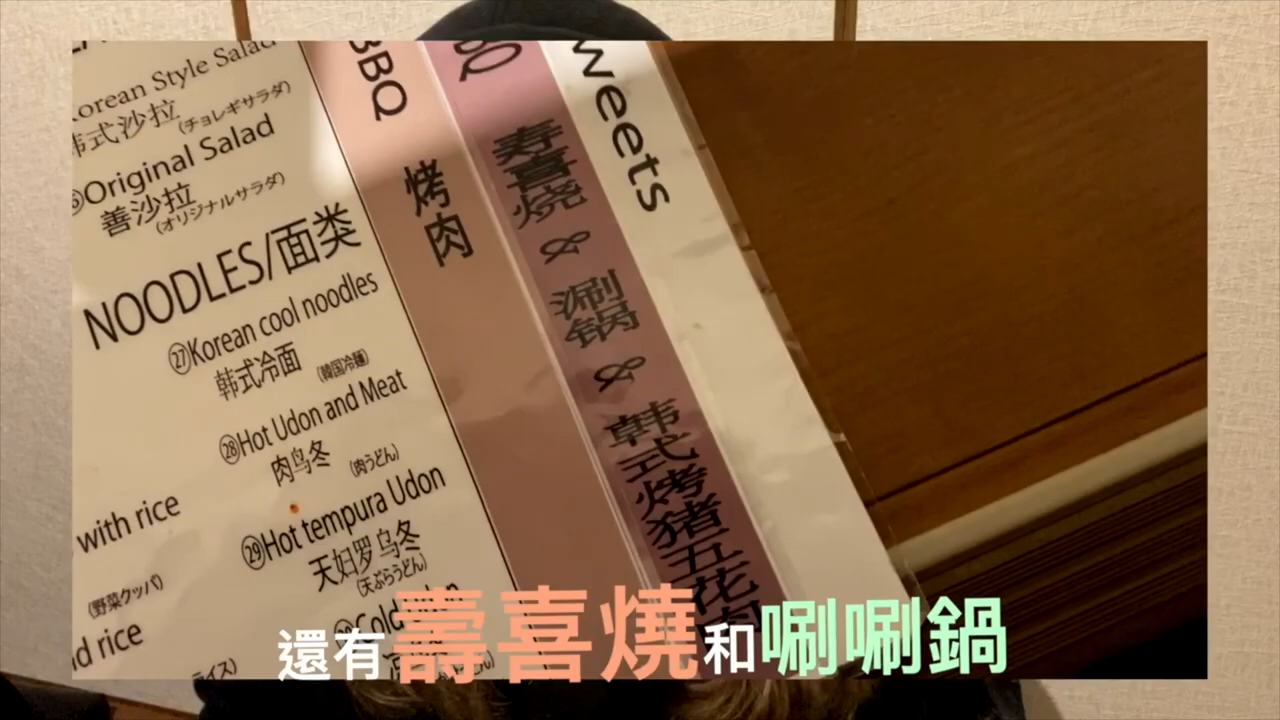 Korean Style Salad
韩式沙拉
(チョレギサラダ)
Original Salad
善沙拉
(オリジナルサラダ)
NOODLES/面类
㉗Korean cool noodles
韩式冷面
(韓国冷麺)
㉘Hot Udon and Meat
肉鸟冬
(肉うどん)
㉙Hot tempura Udon
天妇罗乌冬
(天ぷらうどん)
with rice
(野菜クッパ)
rice
BBQ
烤肉
寿喜烧 & 涮锅 & 韩式烤猪五花肉
weets
還有壽喜燒和唰唰鍋